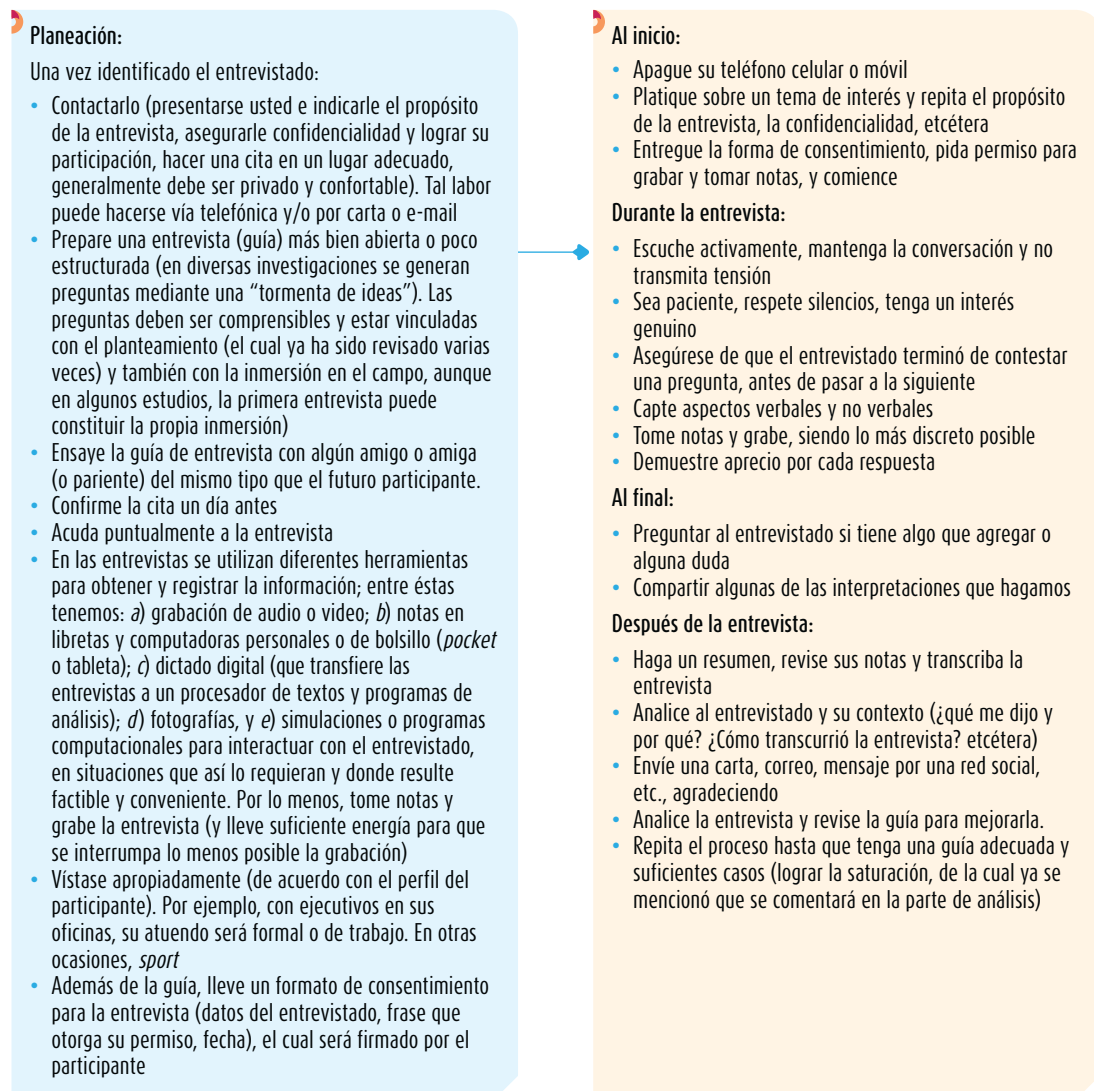 Planeación:
Una vez identificado el entrevistado:
• Contactarlo (presentarse usted e indicarle el propósito
de la entrevista, asegurarle confidencialidad y lograr su
participación, hacer una cita en un lugar adecuado,
generalmente debe ser privado y confortable). Tal labor
puede hacerse vía telefónica y/o por carta o e-mail
• Prepare una entrevista (guía) más bien abierta o poco
estructurada (en diversas investigaciones se generan
preguntas mediante una “tormenta de ideas”). Las
preguntas deben ser comprensibles y estar vinculadas
con el planteamiento (el cual ya ha sido revisado varias
veces) y también con la inmersión en el campo, aunque
en algunos estudios, la primera entrevista puede
constituir la propia inmersión)
• Ensaye la guía de entrevista con algún amigo o amiga
(o pariente) del mismo tipo que el futuro participante.
• Confirme la cita un día antes
• Acuda puntualmente a la entrevista
• En las entrevistas se utilizan diferentes herramientas
para obtener y registrar la información; entre éstas
tenemos: a) grabación de audio o video; b) notas en
libretas y computadoras personales o de bolsillo (pocket
o tableta); c) dictado digital (que transfiere las
entrevistas a un procesador de textos y programas de
análisis); d) fotografías, y e) simulaciones o programas
computacionales para interactuar con el entrevistado,
en situaciones que así lo requieran y donde resulte
factible y conveniente. Por lo menos, tome notas y
grabe la entrevista (y lleve suficiente energía para que
se interrumpa lo menos posible la grabación)
• Vístase apropiadamente (de acuerdo con el perfil del
participante). Por ejemplo, con ejecutivos en sus
oficinas, su atuendo será formal o de trabajo. En otras
ocasiones, sport
• Además de la guía, lleve un formato de consentimiento
para la entrevista (datos del entrevistado, frase que
otorga su permiso, fecha), el cual será firmado por el
participante
Al inicio:
• Apague su teléfono celular o móvil
• Platique sobre un tema de interés y repita el propósito
de la entrevista, la confidencialidad, etcétera
• Entregue la forma de consentimiento, pida permiso para
grabar y tomar notas, y comience
Durante la entrevista:
• Escuche activamente, mantenga la conversación y no
transmita tensión
• Sea paciente, respete silencios, tenga un interés
genuino
• Asegúrese de que el entrevistado terminó de contestar
una pregunta, antes de pasar a la siguiente
• Capte aspectos verbales y no verbales
• Tome notas y grabe, siendo lo más discreto posible
• Demuestre aprecio por cada respuesta
Al final:
• Preguntar al entrevistado si tiene algo que agregar o
alguna duda
• Compartir algunas de las interpretaciones que hagamos
Después de la entrevista:
• Haga un resumen, revise sus notas y transcriba la
entrevista
• Analice al entrevistado y su contexto (¿qué me dijo y
por qué? ¿Cómo transcurrió la entrevista? etcétera)
• Envíe una carta, correo, mensaje por una red social,
etc., agradeciendo
• Analice la entrevista y revise la guía para mejorarla.
• Repita el proceso hasta que tenga una guía adecuada y
suficientes casos (lograr la saturación, de la cual ya se
mencionó que se comentará en la parte de análisis)